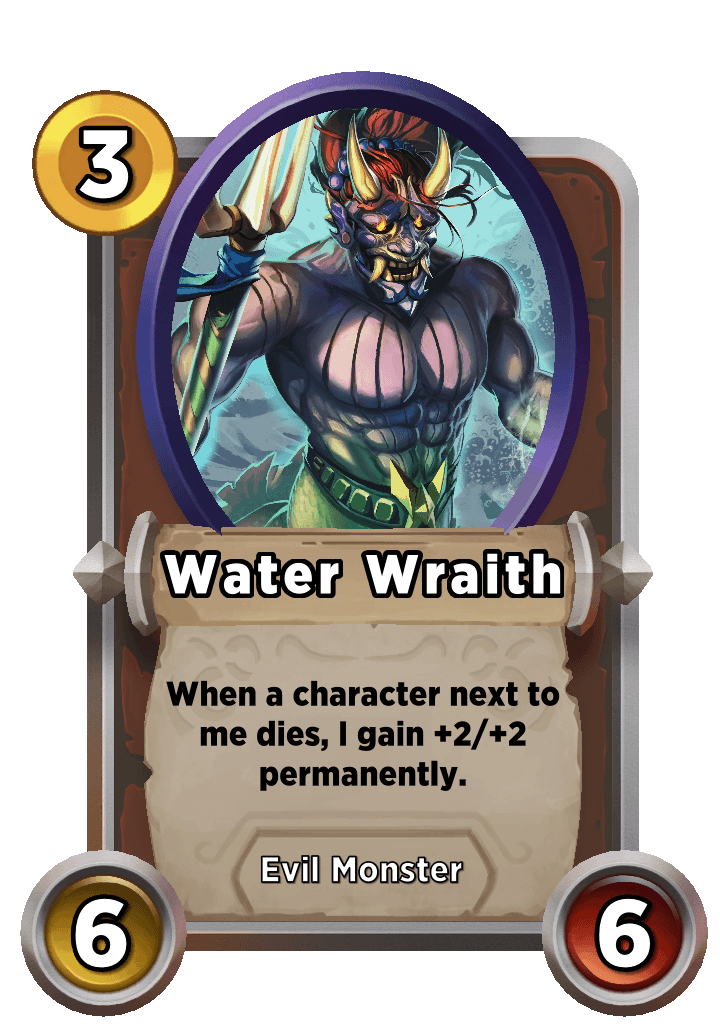 3
Water Wraith
When a character next to
me dies, I gain +2/+2
permanently.
Evil Monster
6
6